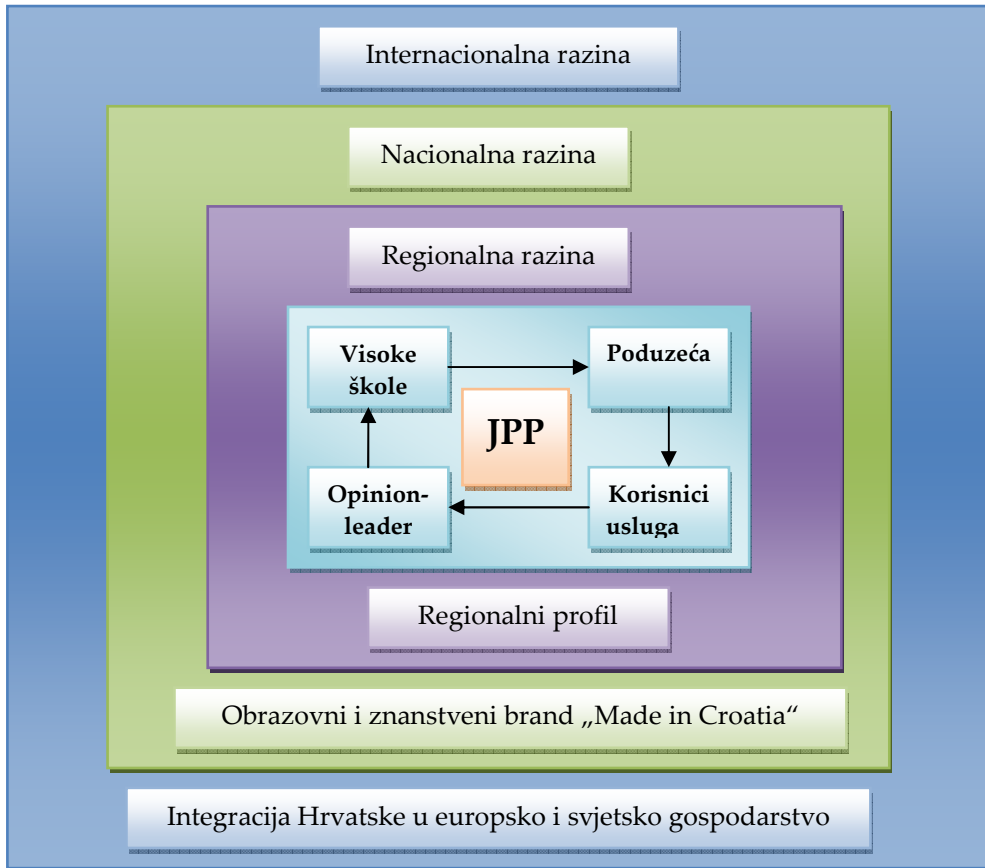 Internacionalna razina
Nacionalna razina
Regionalna razina
Visoke
škole
Poduzeća
JPP
Opinion-
leader
Korisnici
usluga
Regionalni profil
Obrazovni i znanstveni brand „Made in Croatia“
Integracija Hrvatske u europsko i svjetsko gospodarstvo